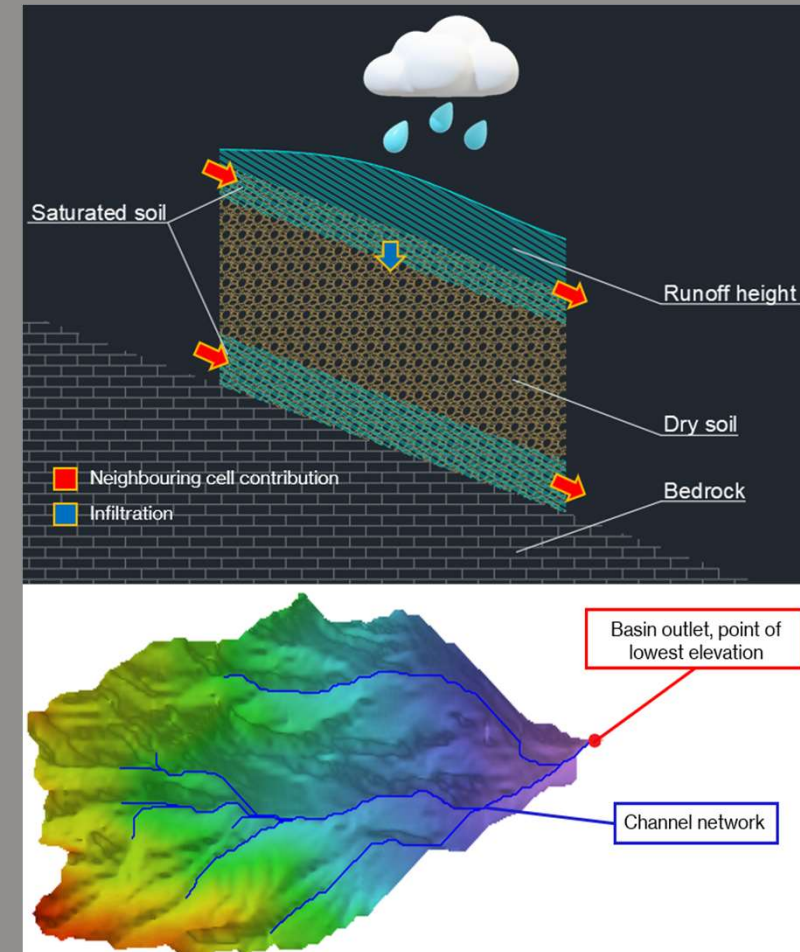 Saturated soil
Runoff height
Dry soil
Bedrock
Neighbouring cell contribution
Infiltration
Basin outlet, point of
lowest elevation
Channel network